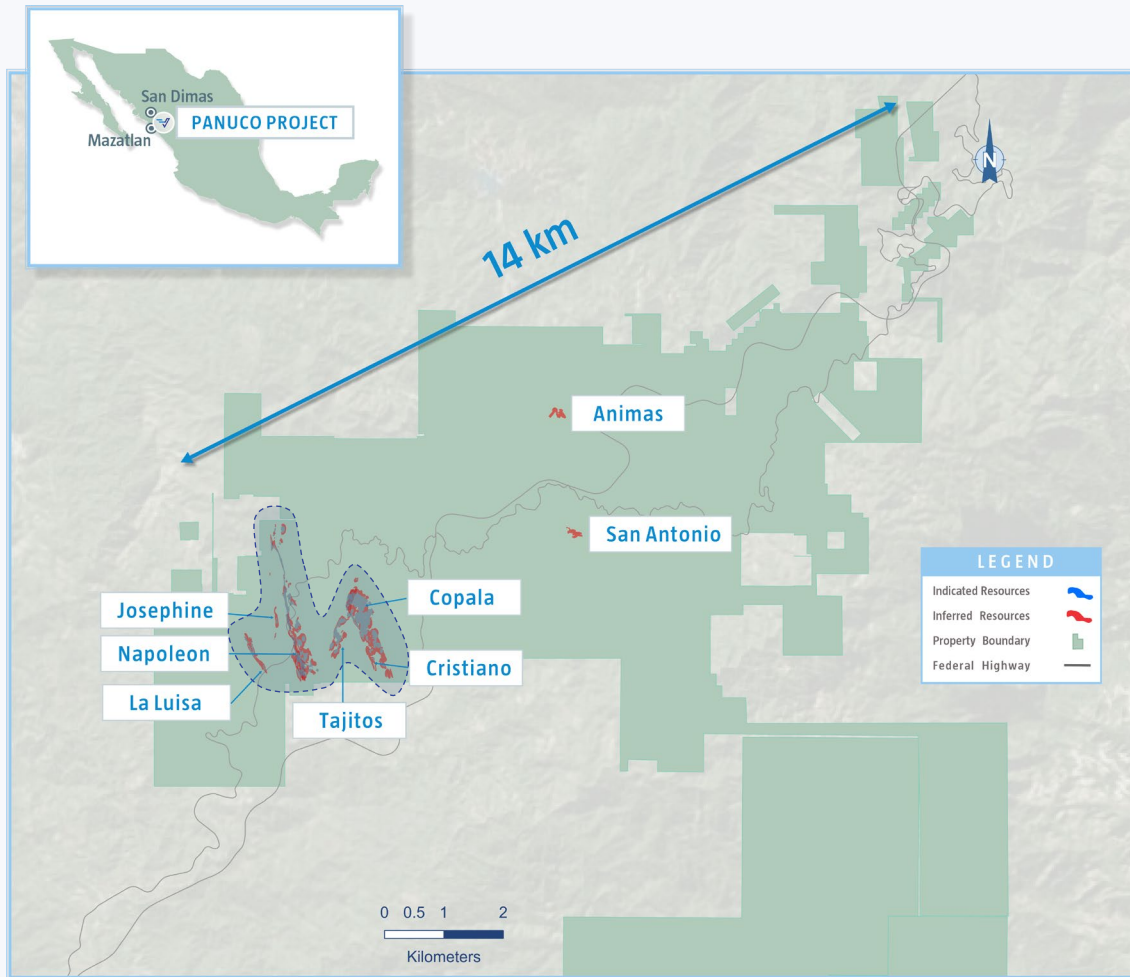 San Dimas
PANUCO PROJECT
Mazatlan
N
14 km
Animas
San Antonio
Josephine
Copala
Napoleon
Cristiano
La Luisa
Tajitos
LEGEND
Indicated Resources
Inferred Resources
Property Boundary
Federal Highway
0 0.5 1 2
Kilometers